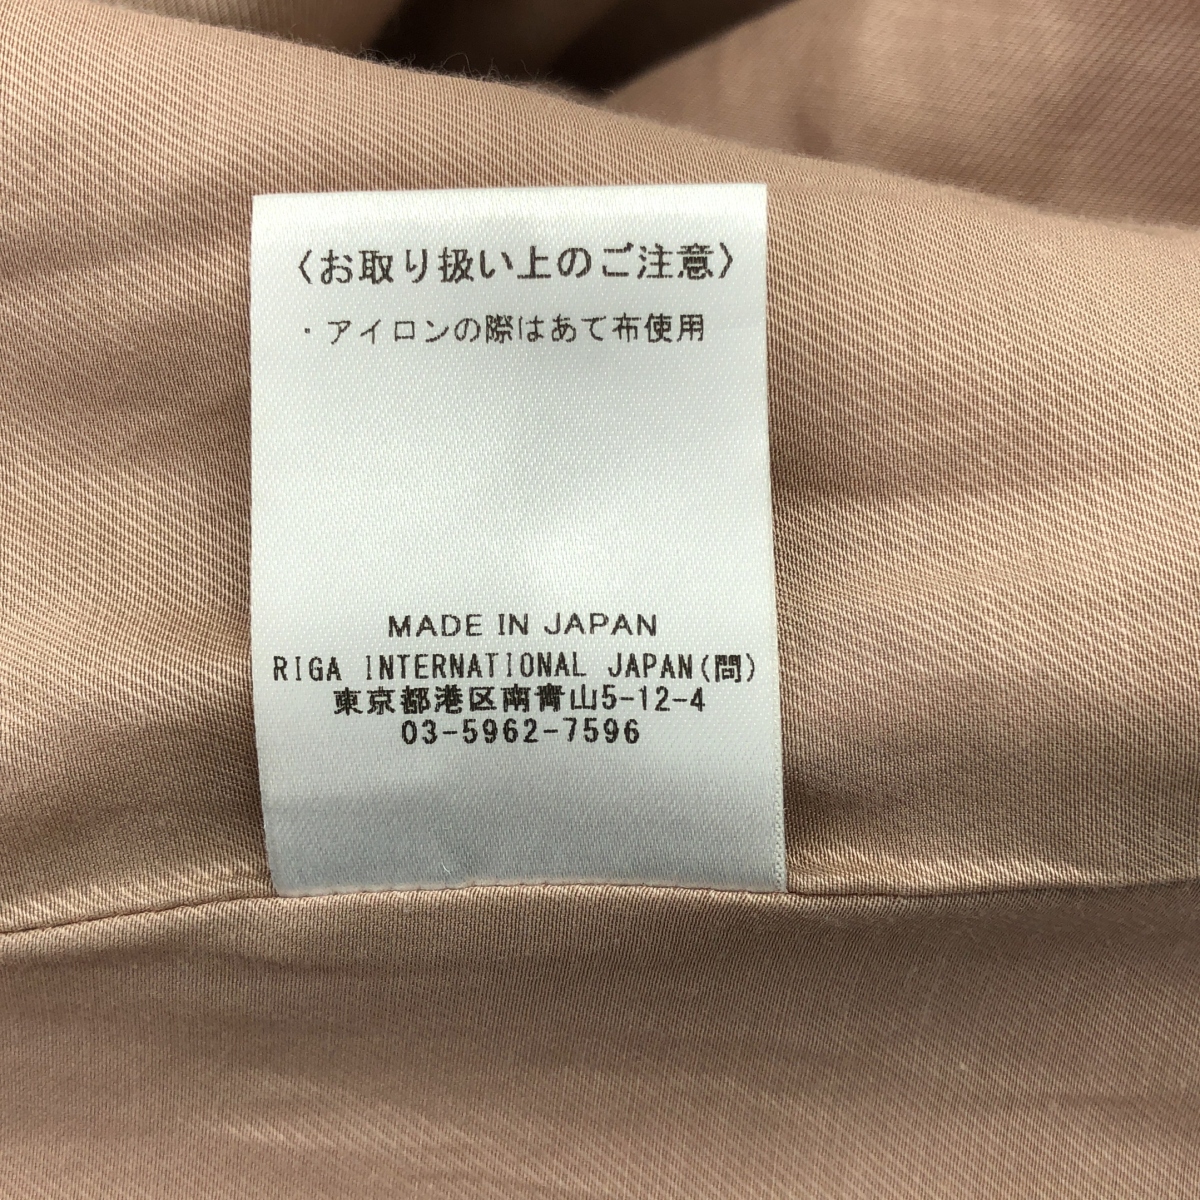 〈お取り扱い上のご注意〉
・アイロンの際はあて布使用
MADE IN JAPAN
RIGA INTERNATIONAL JAPAN(問)
東京都港区南青山5-12-4
03-5962-7596